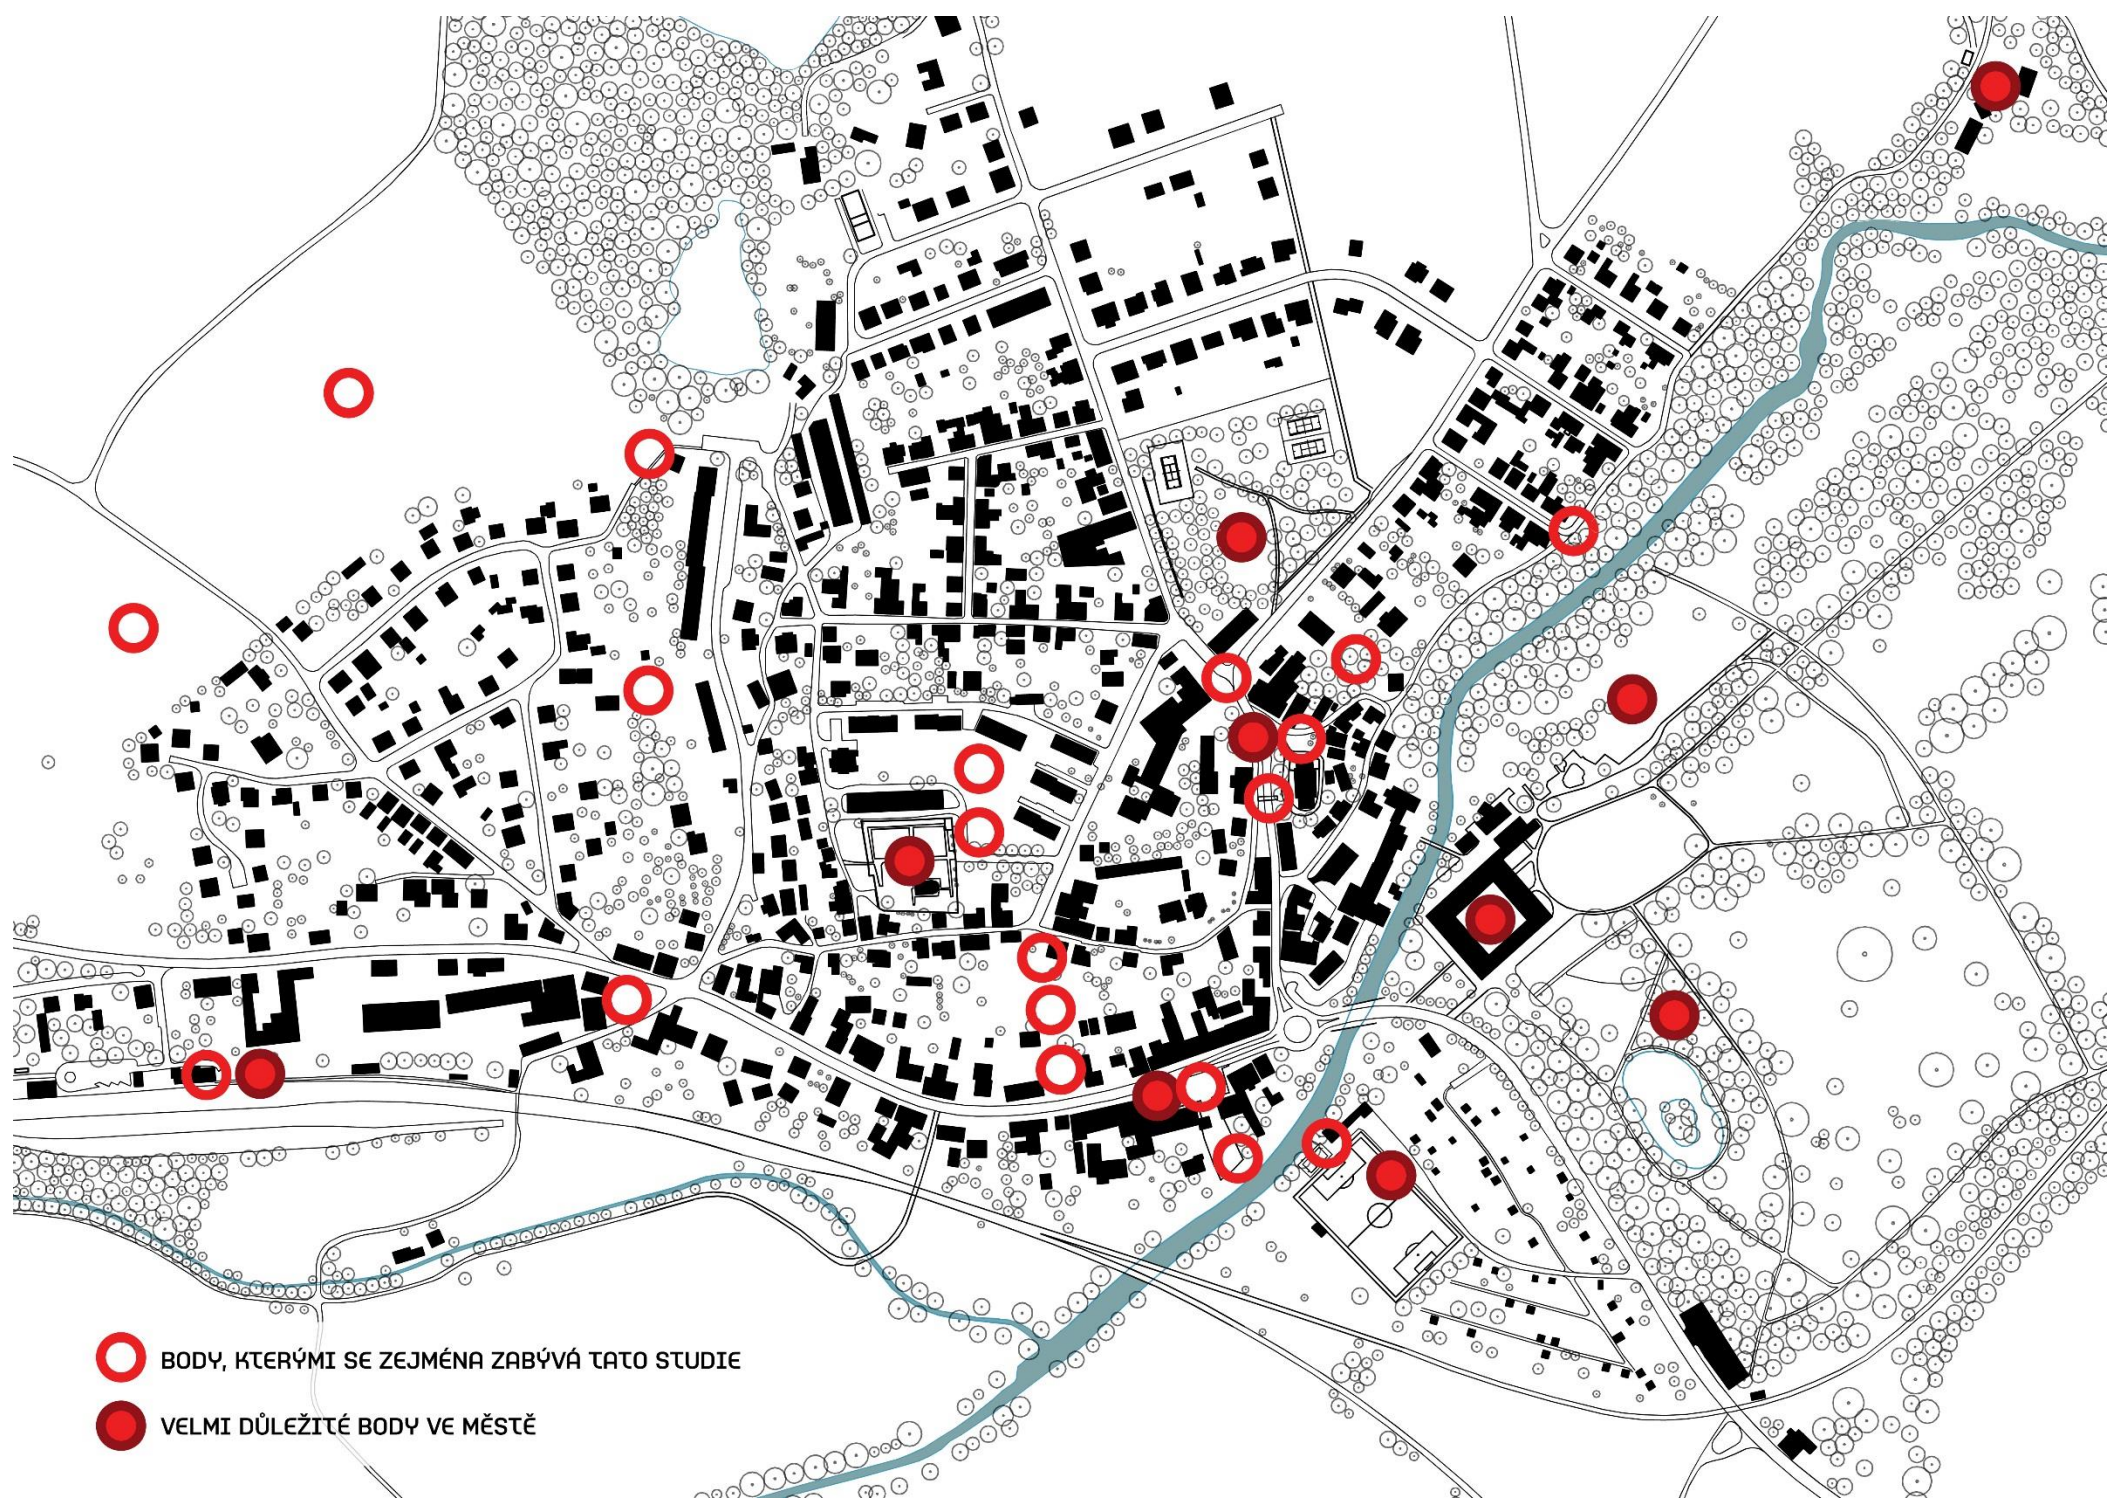 BODY, KTERÝMI SE ZEJMÉNA ZABÝVÁ TATO STUDIE
VELMI DŮLEŽITÉ BODY VE MĚSTĚ